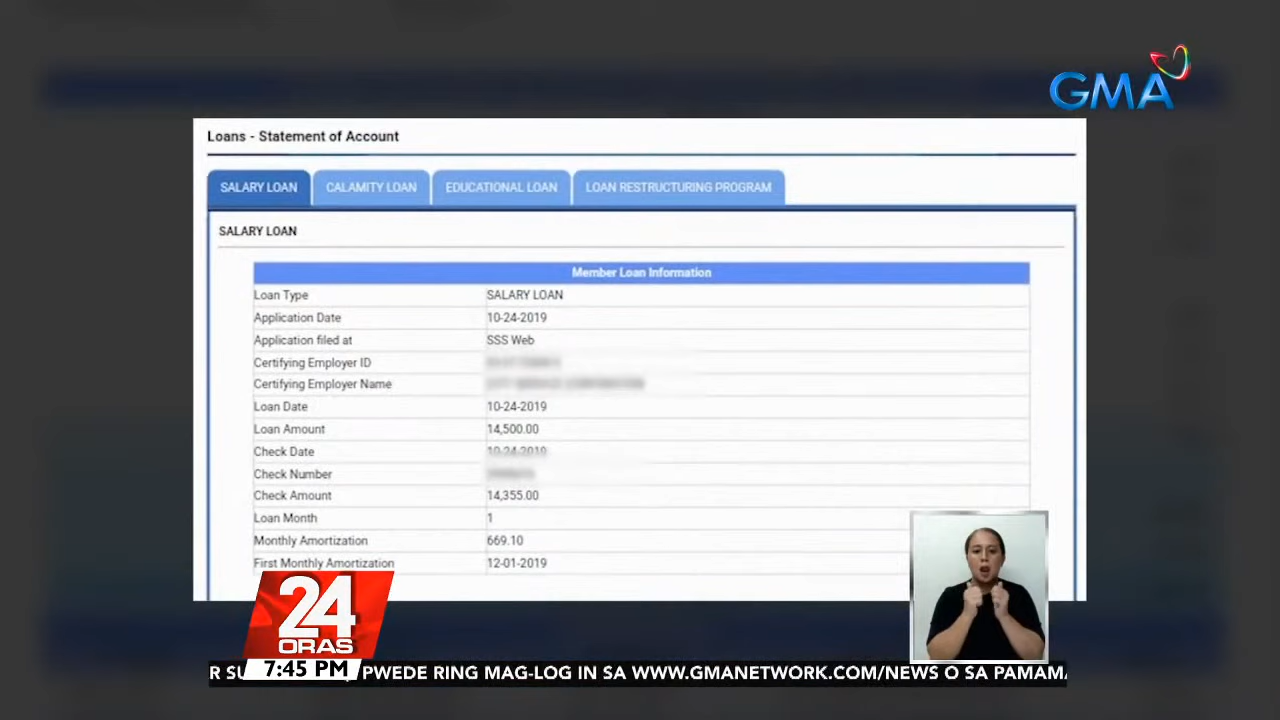 GMA
Loans - Statement of Account
SALARY LOAN CALAMITY LOAN EDUCATIONAL LOAN LOAN RESTRUCTURING PROGRAM
SALARY LOAN
Member Loan Information
Loan Type SALARY LOAN
Application Date 10-24-2019
Application filed at SSS Web
Certifying Employer ID
Certifying Employer Name
Loan Date 10-24-2019
Loan Amount 14,500.00
Check Date 10-24-2019
Check Number
Check Amount 14,355.00
Loan Month 1
Monthly Amortization 669.10
First Monthly Amortization 12-01-2019
24
ORAS
7:45 PM
R PWEDE RING MAG-LOG IN SA WWW.GMANETWORK.COM/NEWS O SA